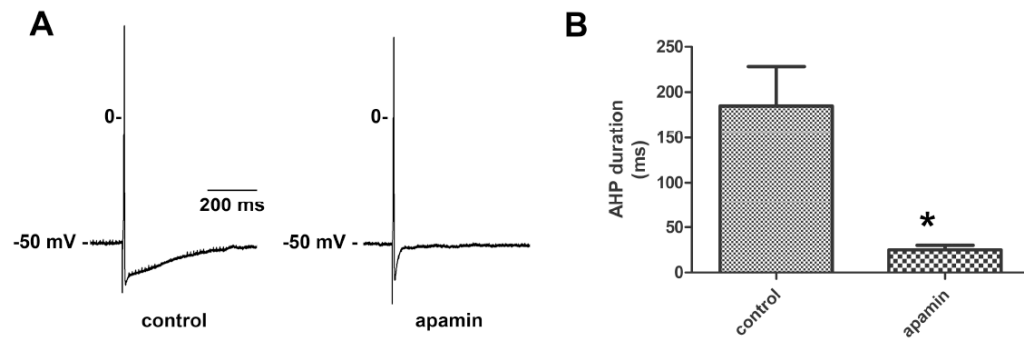 A
0-
200 ms
-50 mV -
control
0-
-50 mV -
apamin
B
AHP duration
(ms)
250
200
150
100
50
0
*
control
apamin